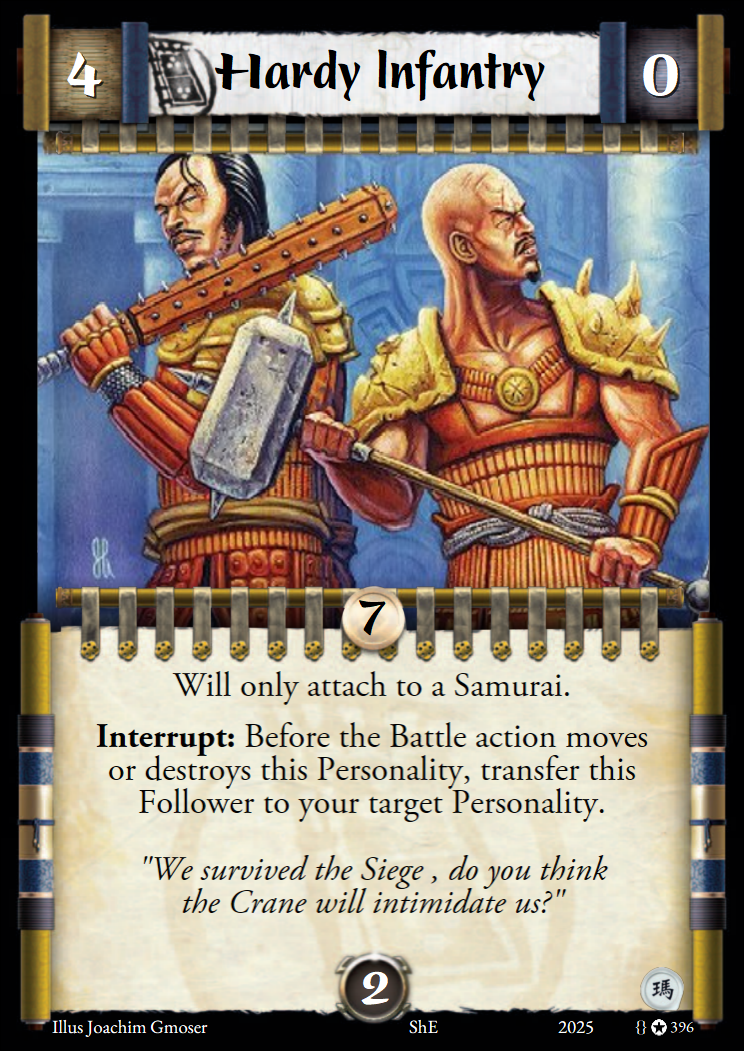 4
Hardy Infantry
0
7
Will only attach to a Samurai.
Interrupt: Before the Battle action moves
or destroys this Personality, transfer this
Follower to your target Personality.
"We survived the Siege , do you think
the Crane will intimidate us?"
2
瑪
Illus Joachim Gmoser
ShE
2025
{} ✪ 396